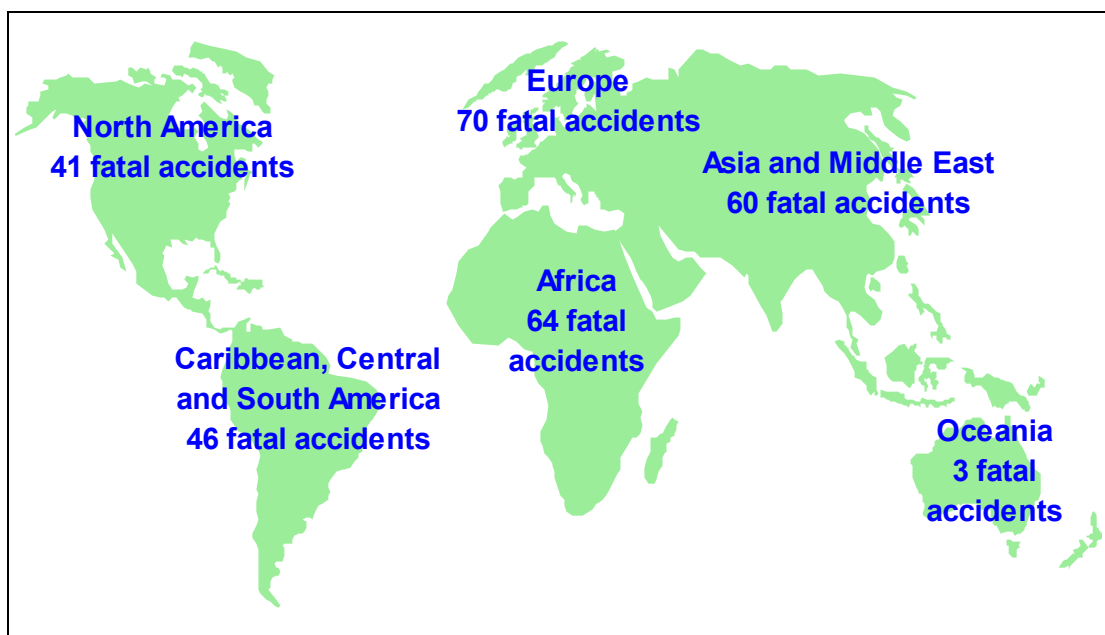 Europe
70 fatal accidents
North America
41 fatal accidents
Asia and Middle East
60 fatal accidents
Africa
64 fatal
accidents
Caribbean, Central
and South America
46 fatal accidents
Oceania
3 fatal
accidents